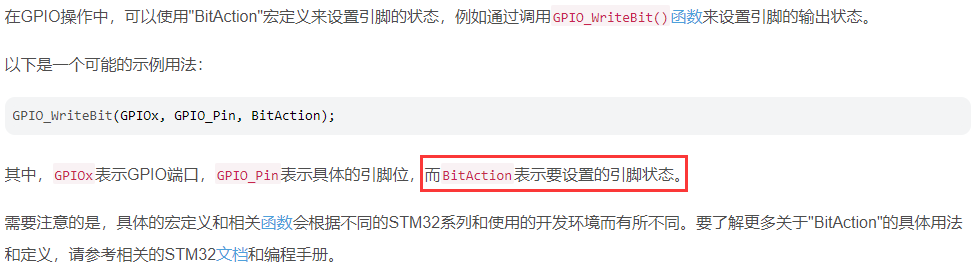 在GPIO操作中，可以使用"BitAction"宏定义来设置引脚的状态，例如通过调用GPIO_WriteBit()函数来设置引脚的输出状态。
以下是一个可能的示例用法：
GPIO_WriteBit(GPIOx, GPIO_Pin, BitAction);
其中，GPIOx表示GPIO端口，GPIO_Pin表示具体的引脚位，而BitAction表示要设置的引脚状态。
需要注意的是，具体的宏定义和相关函数会根据不同的STM32系列和使用的开发环境而有所不同。要了解更多关于"BitAction"的具体用法
和定义，请参考相关的STM32文档和编程手册。